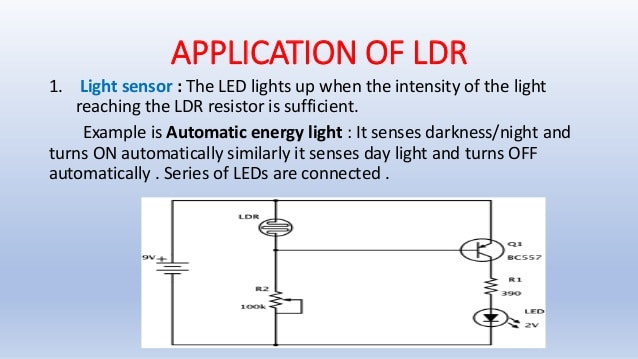 APPLICATION OF LDR
1. Light sensor : The LED lights up when the intensity of the light
reaching the LDR resistor is sufficient.
Example is Automatic energy light : It senses darkness/night and
turns ON automatically similarly it senses day light and turns OFF
automatically . Series of LEDs are connected .
LDR
Q1
9V
BC557
R2
R1
100k
390
LED
2V